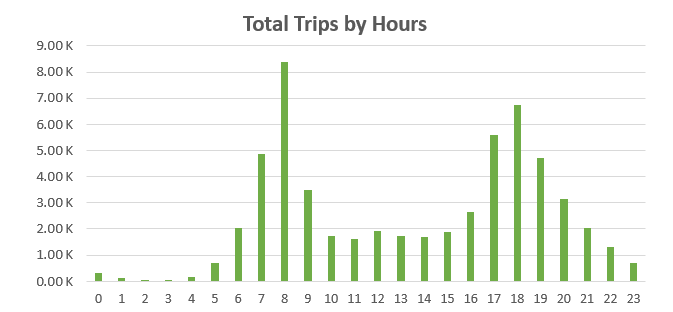 Total Trips by Hours
9.00 K
8.00 K
7.00 K
6.00 K
5.00 K
4.00 K
3.00 K
2.00 K
1.00 K
0.00 K
0 1 2 3 4 5 6 7 8 9 10 11 12 13 14 15 16 17 18 19 20 21 22 23